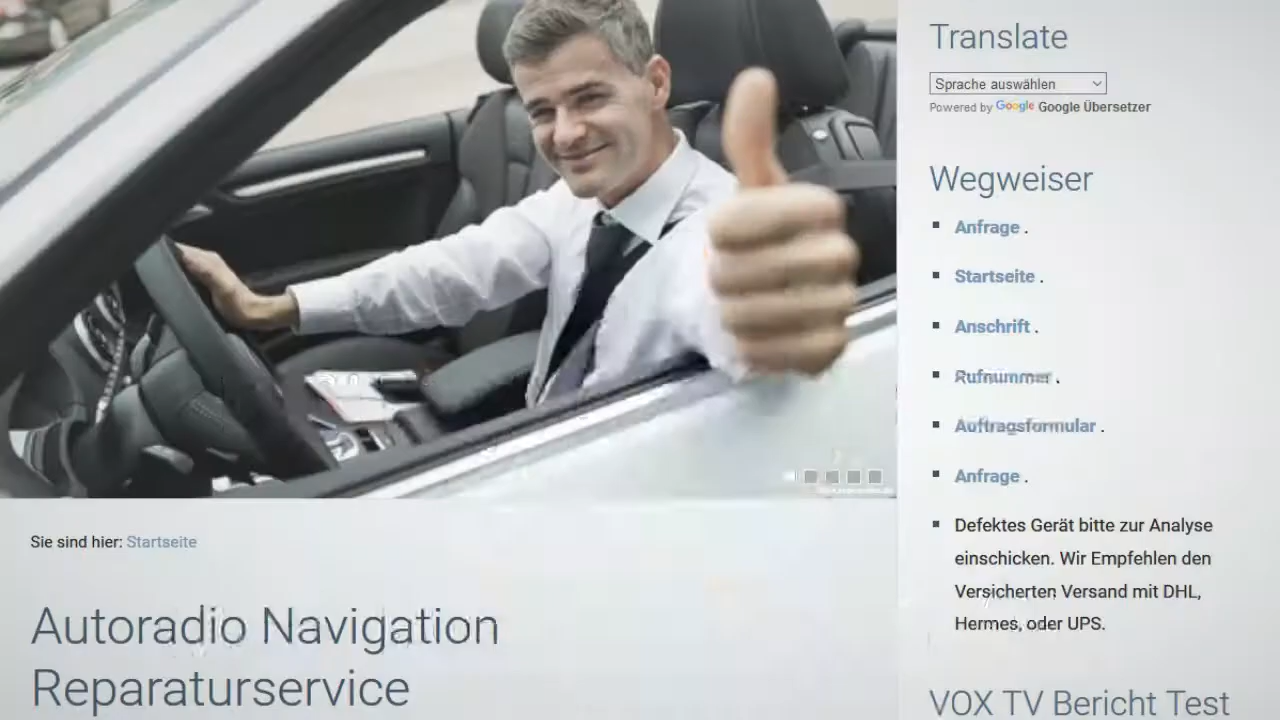 Translate
Sprache auswählen
Powered by Google Google Übersetzer
Wegweiser
Anfrage .
Startseite .
Anschrift .
Rufnummer .
Auftragsformular .
Anfrage .
Defektes Gerät bitte zur Analyse
einschicken. Wir Empfehlen den
Versicherten Versand mit DHL,
Hermes, oder UPS.
VOX TV Bericht Test
Sie sind hier: Startseite
Autoradio Navigation
Reparaturservice